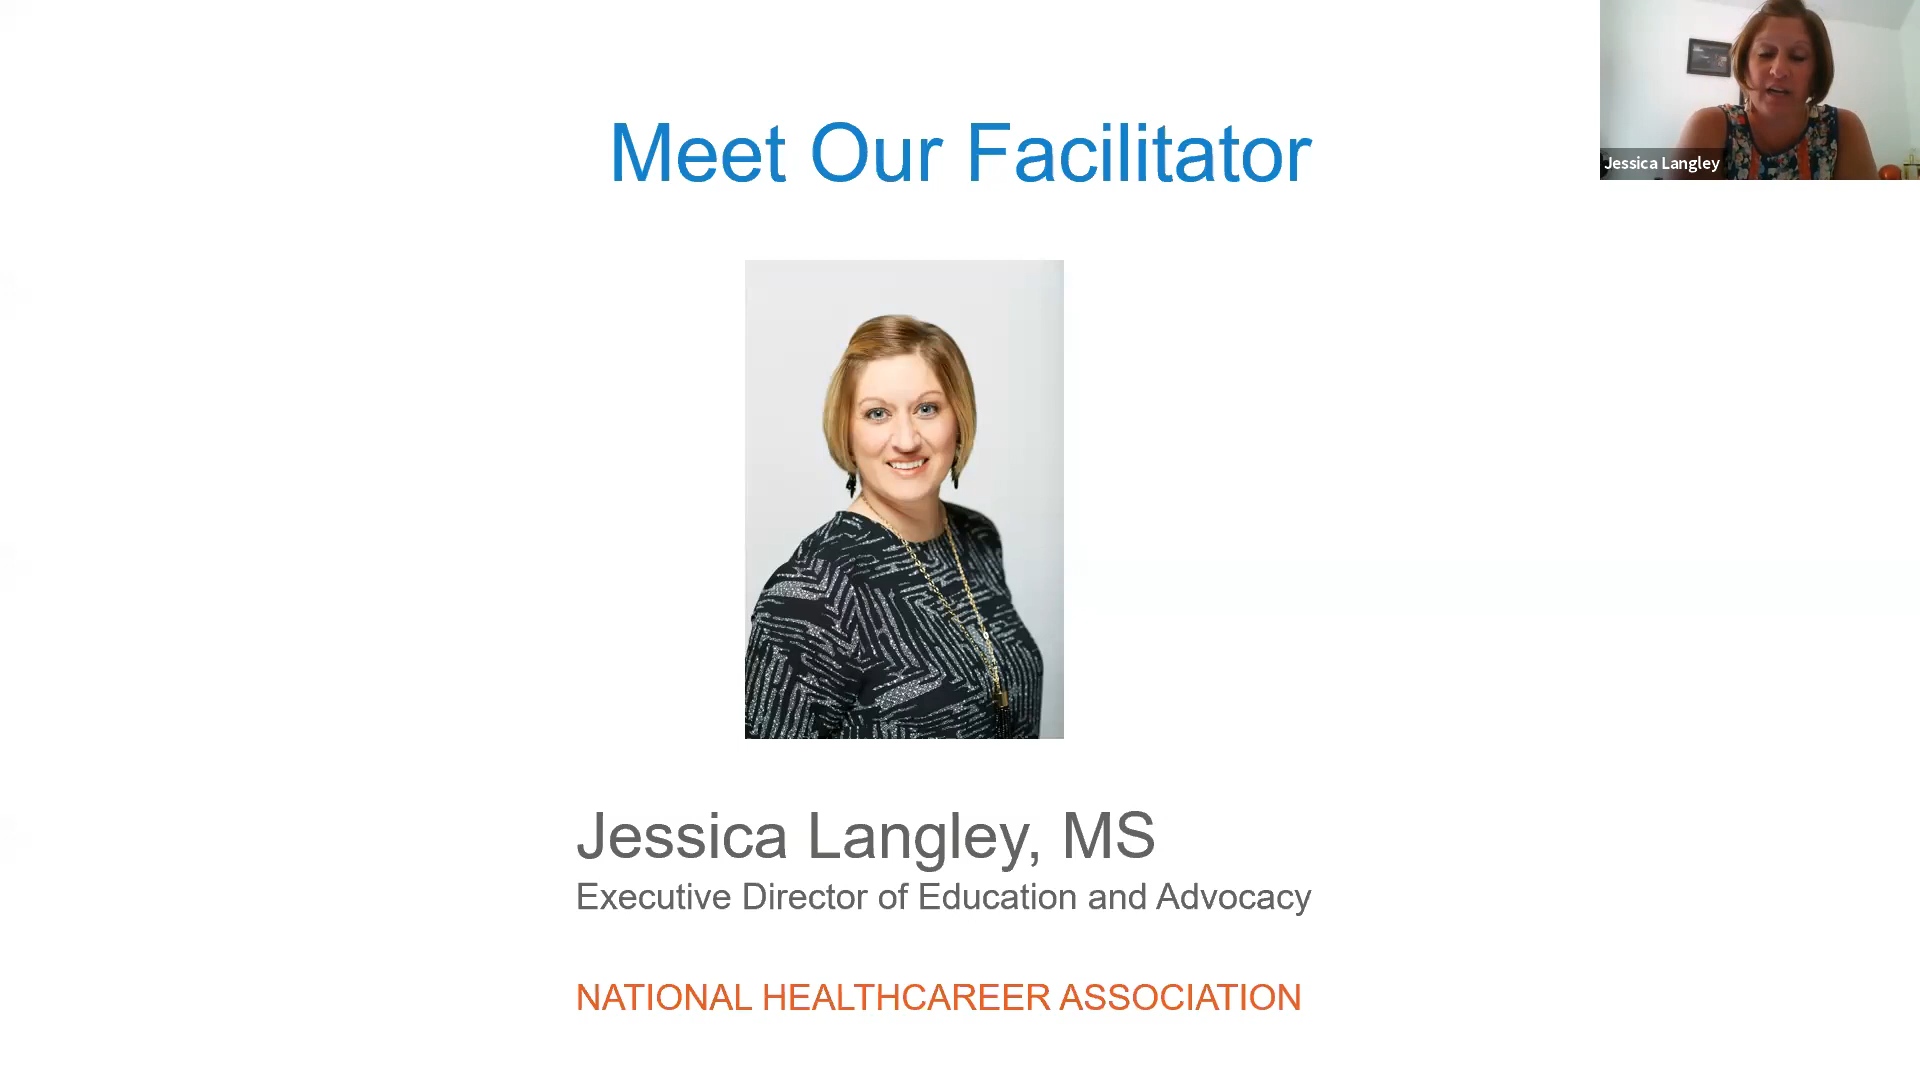 Meet Our Facilitator
Jessica Langley
Jessica Langley, MS
Executive Director of Education and Advocacy
NATIONAL HEALTHCAREER ASSOCIATION